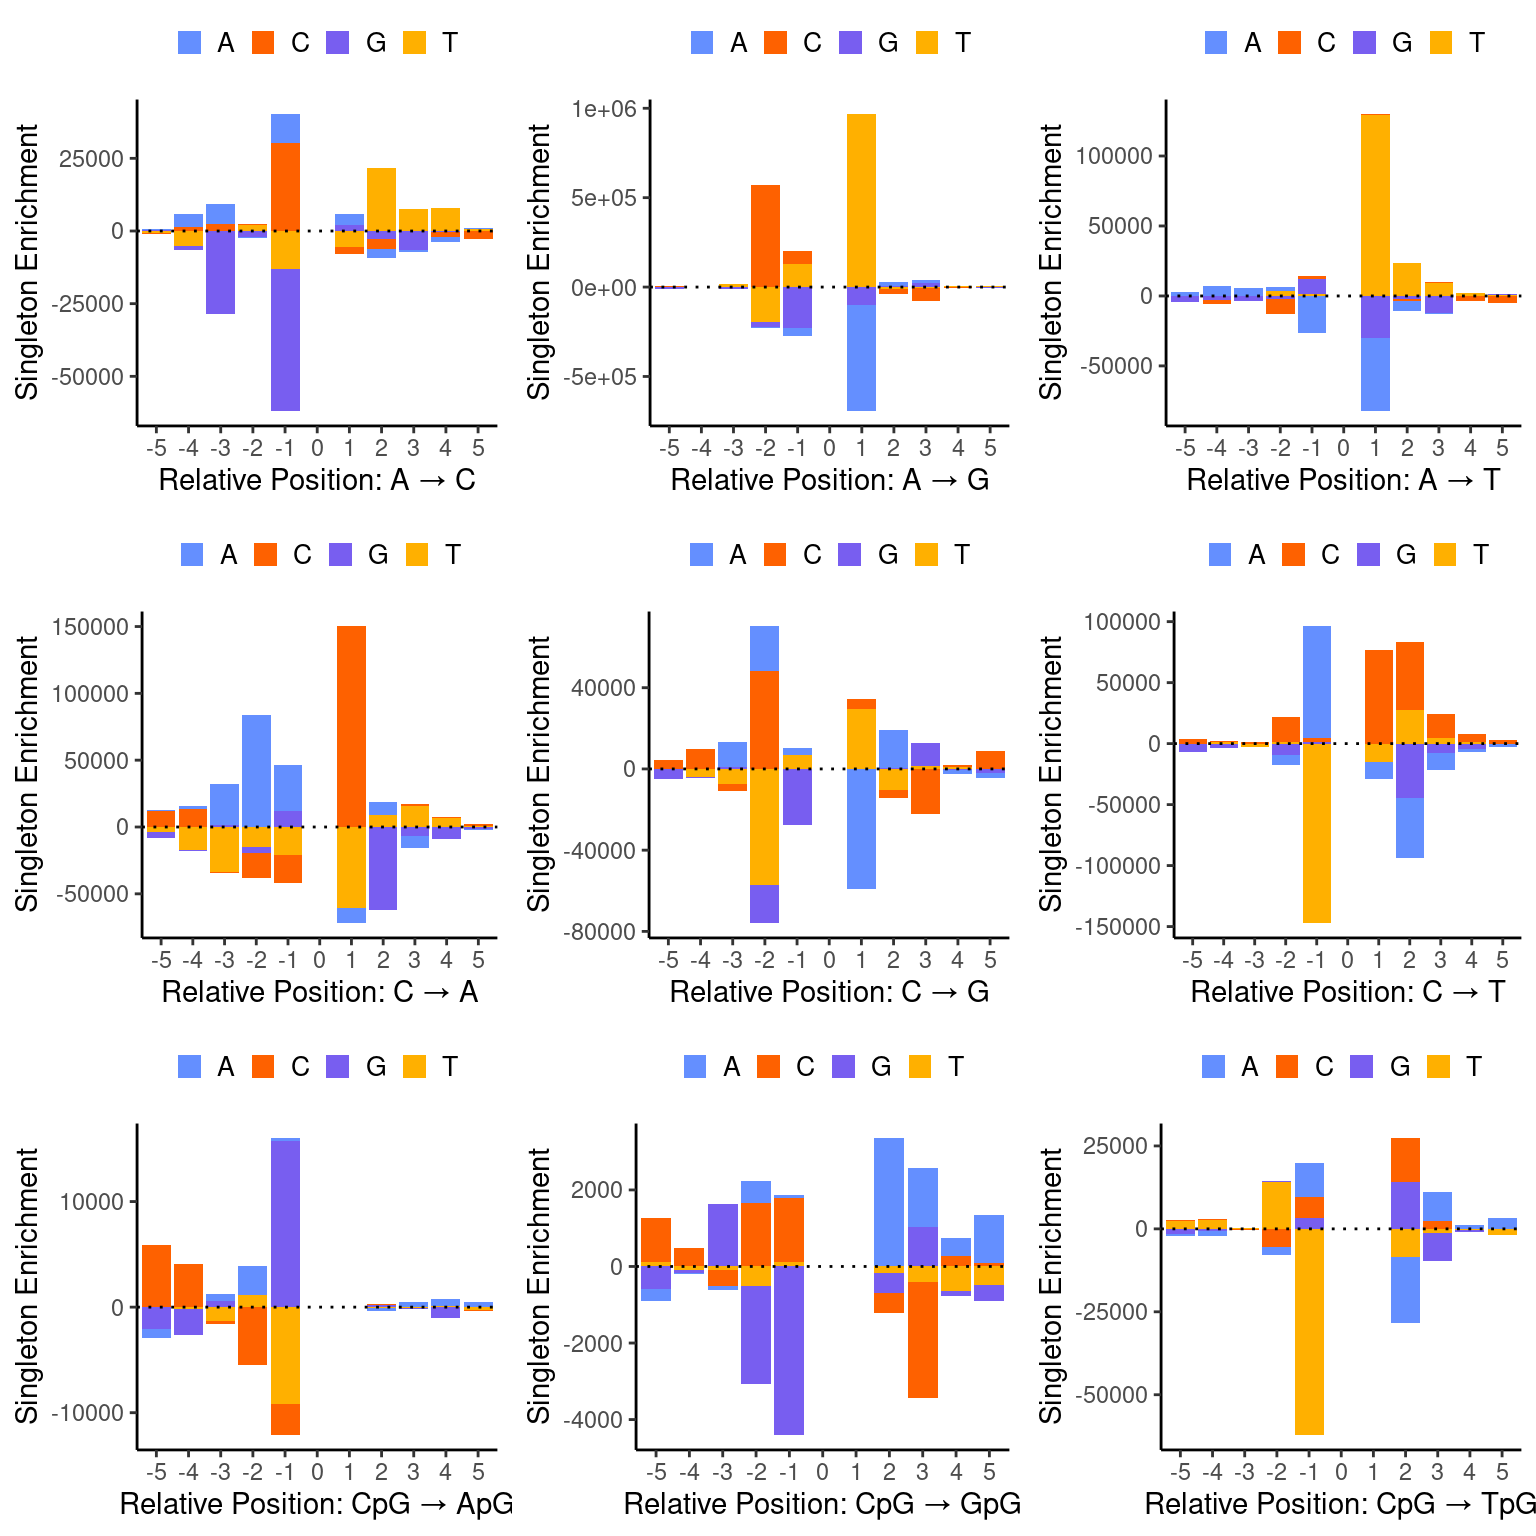 A C G T
A C G T
A C G T
Singleton Enrichment
25000
0
-25000
-50000
-5 -4 -3 -2 -1 0 1 2 3 4 5
Relative Position: A → C
Singleton Enrichment
1e+06
5e+05
0e+00
-5e+05
-5 -4 -3 -2 -1 0 1 2 3 4 5
Relative Position: A → G
Singleton Enrichment
100000
50000
0
-50000
-5 -4 -3 -2 -1 0 1 2 3 4 5
Relative Position: A → T
A C G T
A C G T
A C G T
Singleton Enrichment
150000
100000
50000
0
-50000
-5 -4 -3 -2 -1 0 1 2 3 4 5
Relative Position: C → A
Singleton Enrichment
40000
0
-40000
-80000
-5 -4 -3 -2 -1 0 1 2 3 4 5
Relative Position: C → G
Singleton Enrichment
100000
50000
0
-50000
-100000
-150000
-5 -4 -3 -2 -1 0 1 2 3 4 5
Relative Position: C → T
A C G T
A C G T
A C G T
Singleton Enrichment
10000
0
-10000
-5 -4 -3 -2 -1 0 1 2 3 4 5
Relative Position: CpG → ApG
Singleton Enrichment
2000
0
-2000
-4000
-5 -4 -3 -2 -1 0 1 2 3 4 5
Relative Position: CpG → GpG
Singleton Enrichment
25000
0
-25000
-50000
-5 -4 -3 -2 -1 0 1 2 3 4 5
Relative Position: CpG → TpG